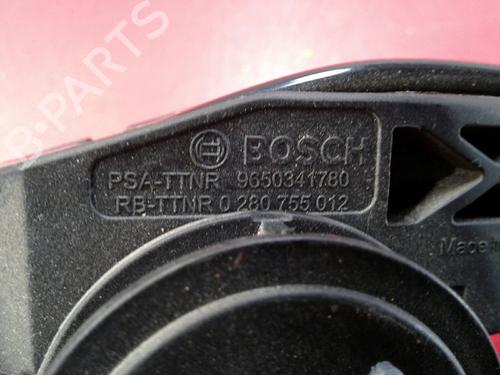 BOSCH
PSA-TTNR 9650341780
RB-TTNR 0 280 755 012
Made
B-PARTS